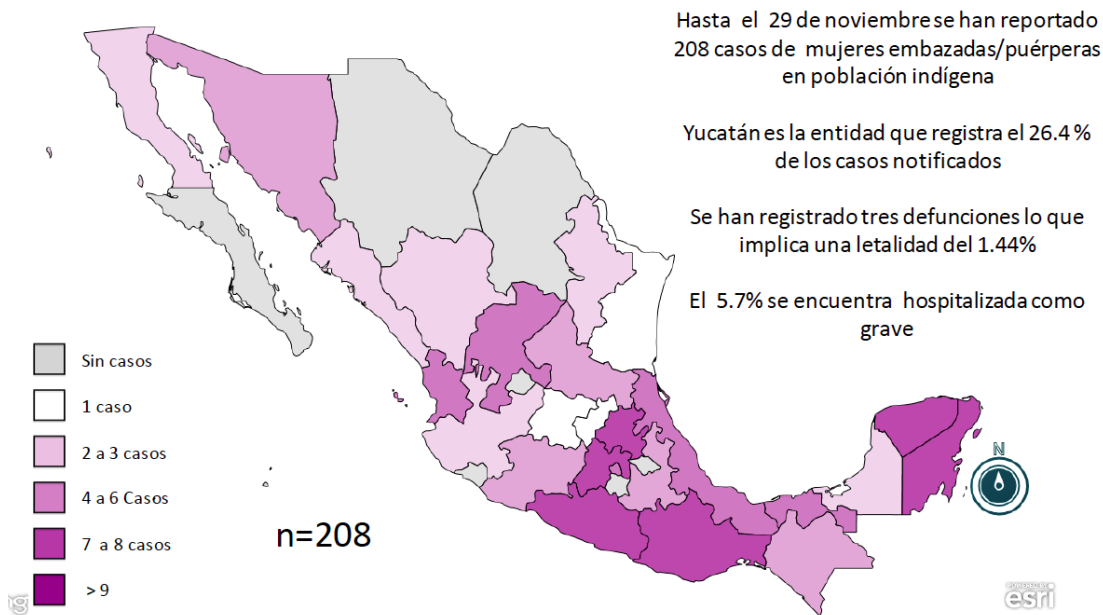 Hasta el 29 de noviembre se han reportado
208 casos de mujeres embazadas/puérperas
en población indígena
Yucatán es la entidad que registra el 26.4 %
de los casos notificados
Se han registrado tres defunciones lo que
implica una letalidad del 1.44%
El 5.7% se encuentra hospitalizada como
grave
Sin casos
1 caso
2 a 3 casos
4 a 6 Casos
7 a 8 casos
> 9
n=208
N
POWERED BY
esri